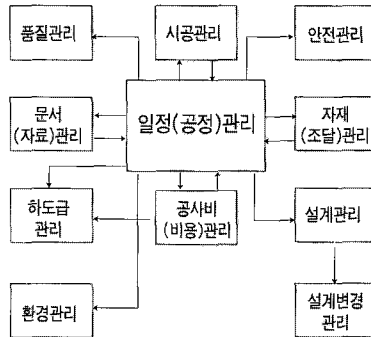 품질관리
시공관리
안전관리
문서
(자료)관리
일정(공정)관리
자재
(조달)관리
하도급
관리
공사비
(비용)관리
설계관리
환경관리
설계변경
관리